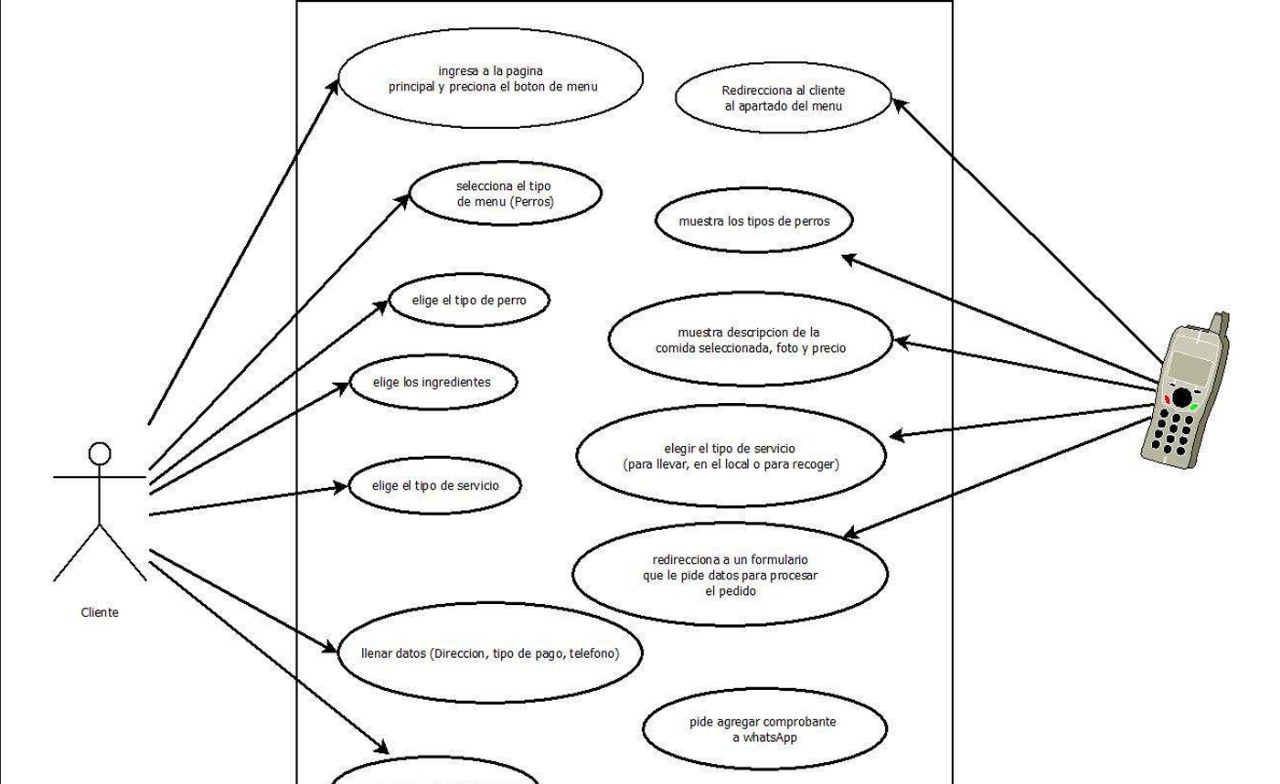 ingresa a la pagina
principal y preciona el boton de menu
Redirecciona al cliente
al apartado del menu
selecciona el tipo
de menu (Perros)
muestra los tipos de perros
elige el tipo de perro
muestra descripcion de la
comida seleccionada, foto y precio
elige los ingredientes
elegir el tipo de servicio
(para llevar, en el local o para recoger)
elige el tipo de servicio
redirecciona a un formulario
que le pide datos para procesar
el pedido
Cliente
llenar datos (Direccion, tipo de pago, telefono)
pide agregar comprobante
a whatsApp